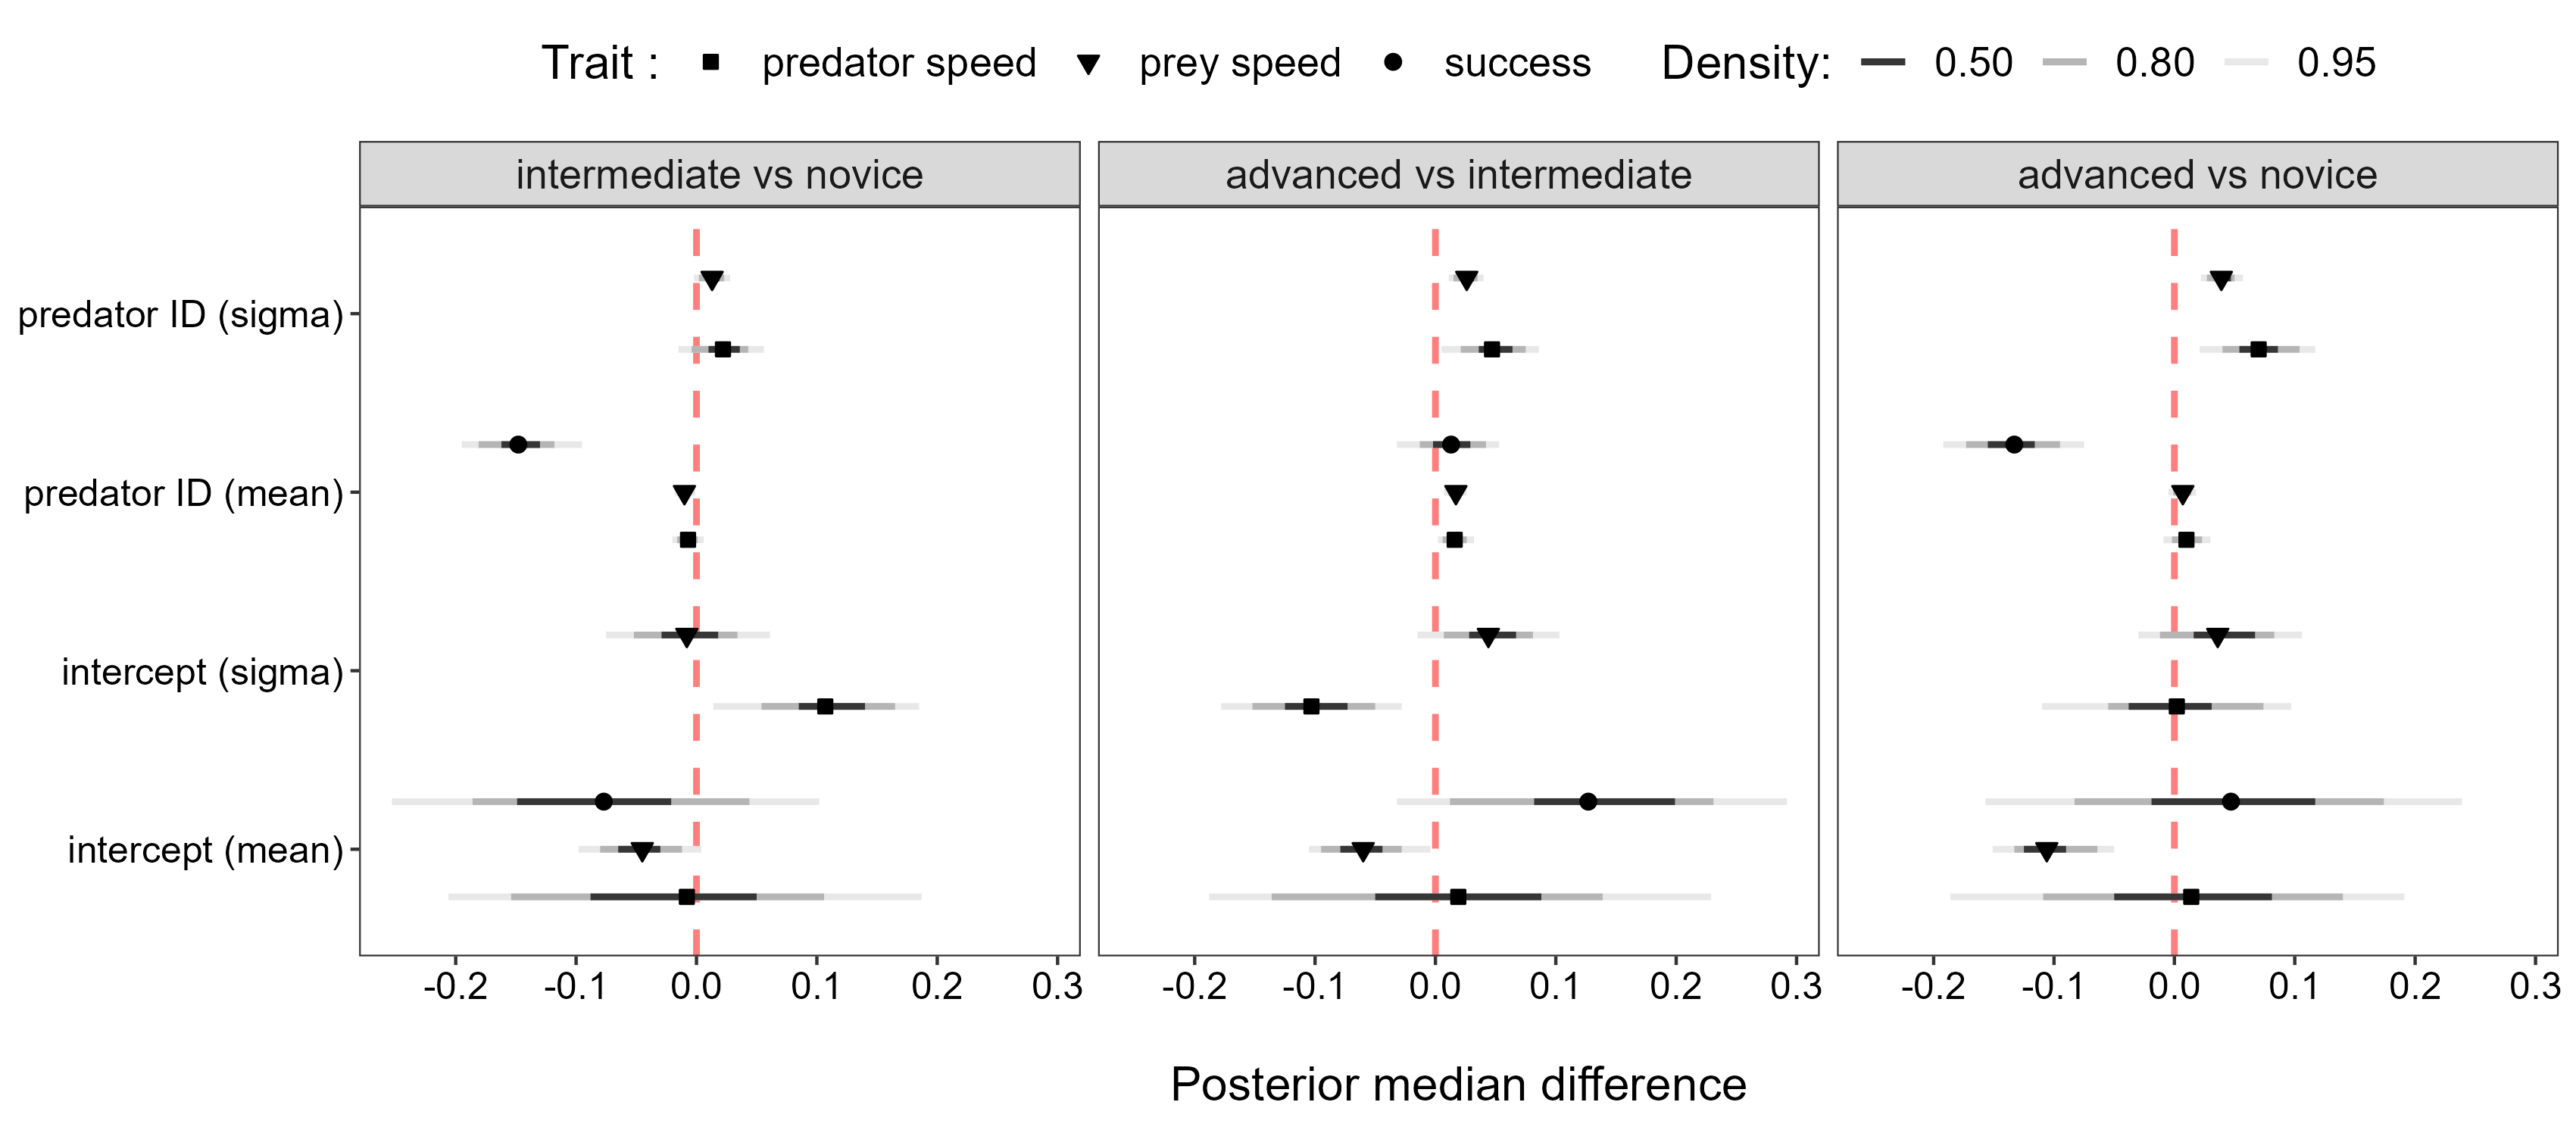 Trait : predator speed prey speed success Density: 0.50 0.80 0.95
intermediate vs novice advanced vs intermediate advanced vs novice
predator ID (sigma)
predator ID (mean)
intercept (sigma)
intercept (mean)
-0.2 -0.1 0.0 0.1 0.2 0.3 -0.2 -0.1 0.0 0.1 0.2 0.3 -0.2 -0.1 0.0 0.1 0.2 0.3
Posterior median difference